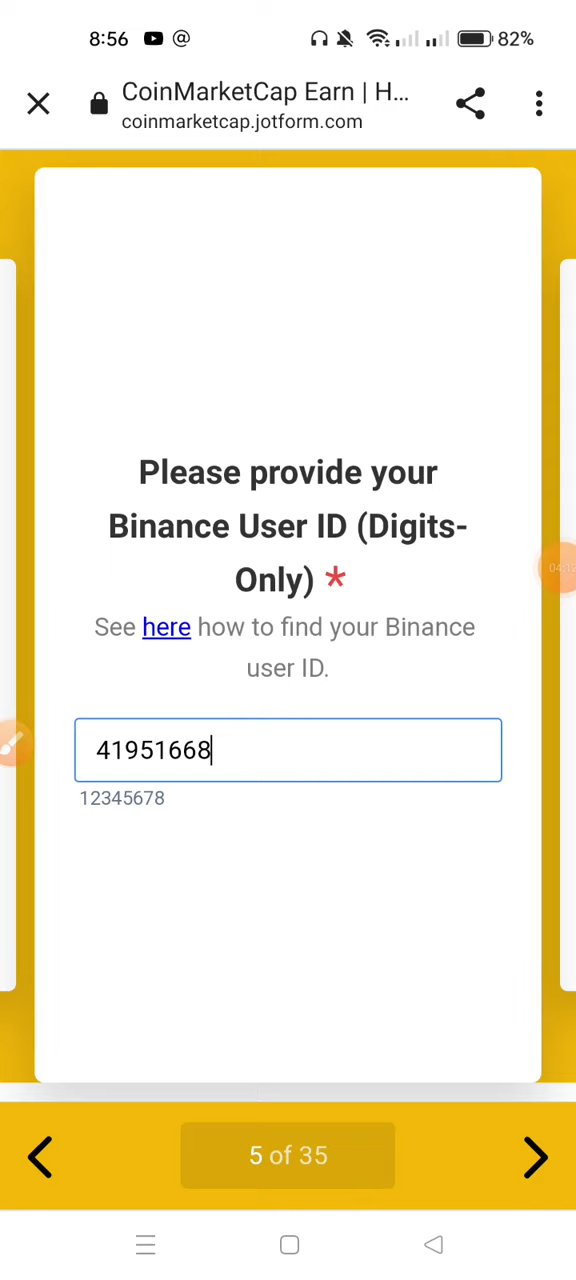 8:56 @ 82%
CoinMarketCap Earn | H...
coinmarketcap.jotform.com
Please provide your
Binance User ID (Digits-
Only) *
See here how to find your Binance
user ID.
41951668
12345678
5 of 35